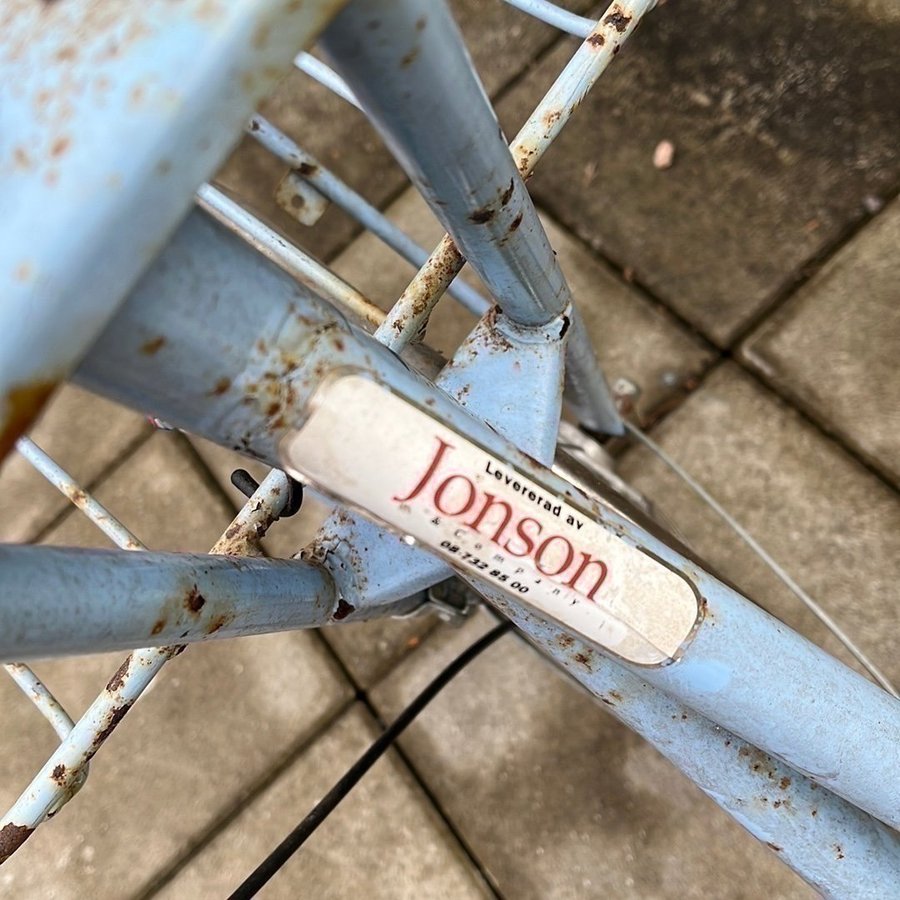 Levererad av
Jonson
& Company
08 732 85 00